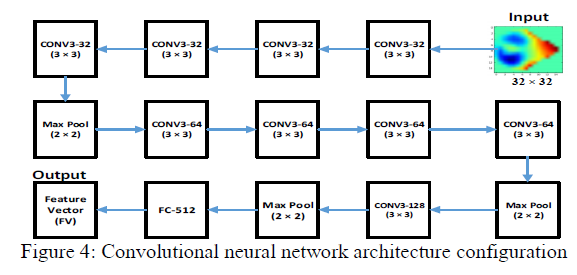 Input
CONV3-32
(3 × 3)
CONV3-32
(3 × 3)
CONV3-32
(3 × 3)
CONV3-32
(3 × 3)
32 × 32
Max Pool
(2 × 2)
CONV3-64
(3 × 3)
CONV3-64
(3 × 3)
CONV3-64
(3 × 3)
CONV3-64
(3 × 3)
Output
Feature
Vector
(FV)
FC-512
Max Pool
(2 × 2)
CONV3-128
(3 × 3)
Max Pool
(2 × 2)
Figure 4: Convolutional neural network architecture configuration